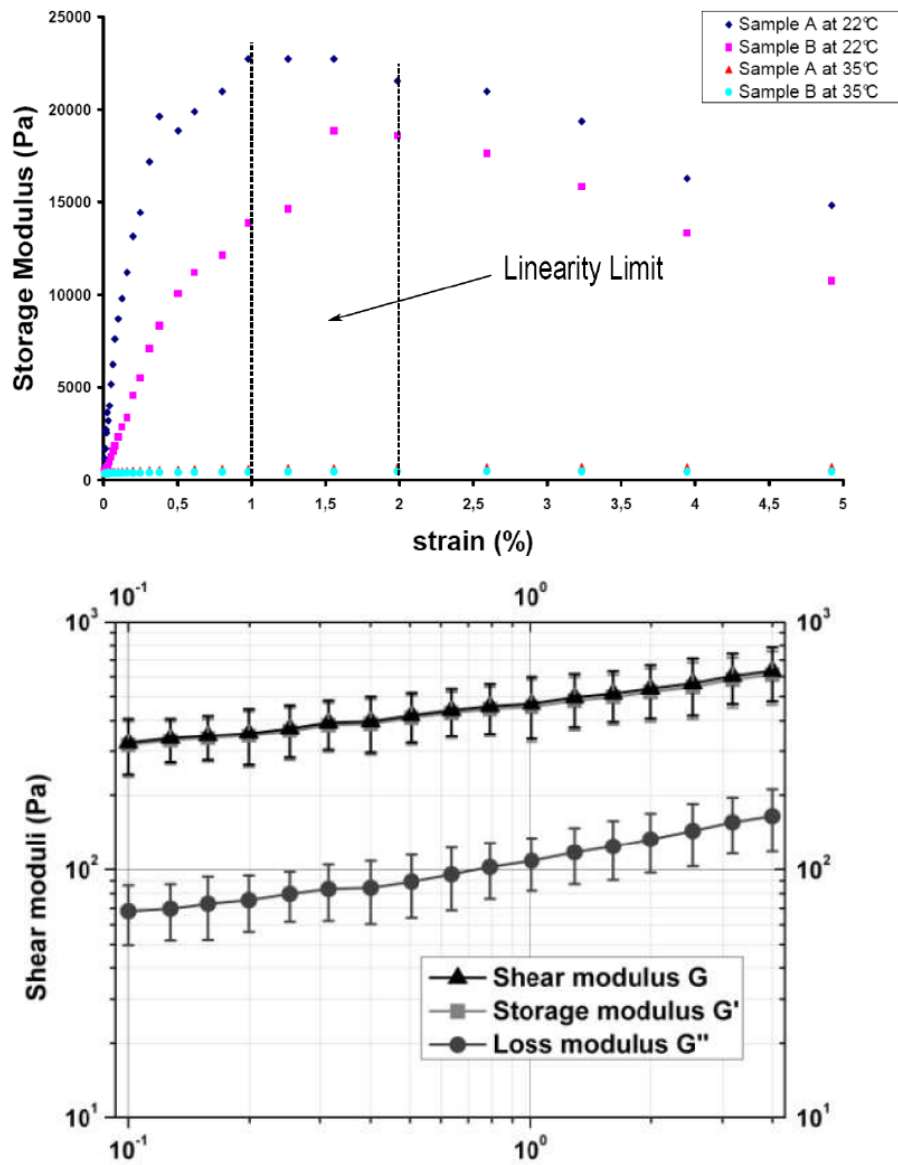 Sample A at 22°C
Sample B at 22°C
Sample A at 35°C
Sample B at 35°C
25000
20000
15000
10000
5000
0
Storage Modulus (Pa)
Linearity Limit
0 0,5 1 1,5 2 2,5 3 3,5 4 4,5 5
strain (%)
10-1 100
103 103
102 102
101 101
Shear moduli (Pa)
Shear modulus G
Storage modulus G'
Loss modulus G''
10-1 100